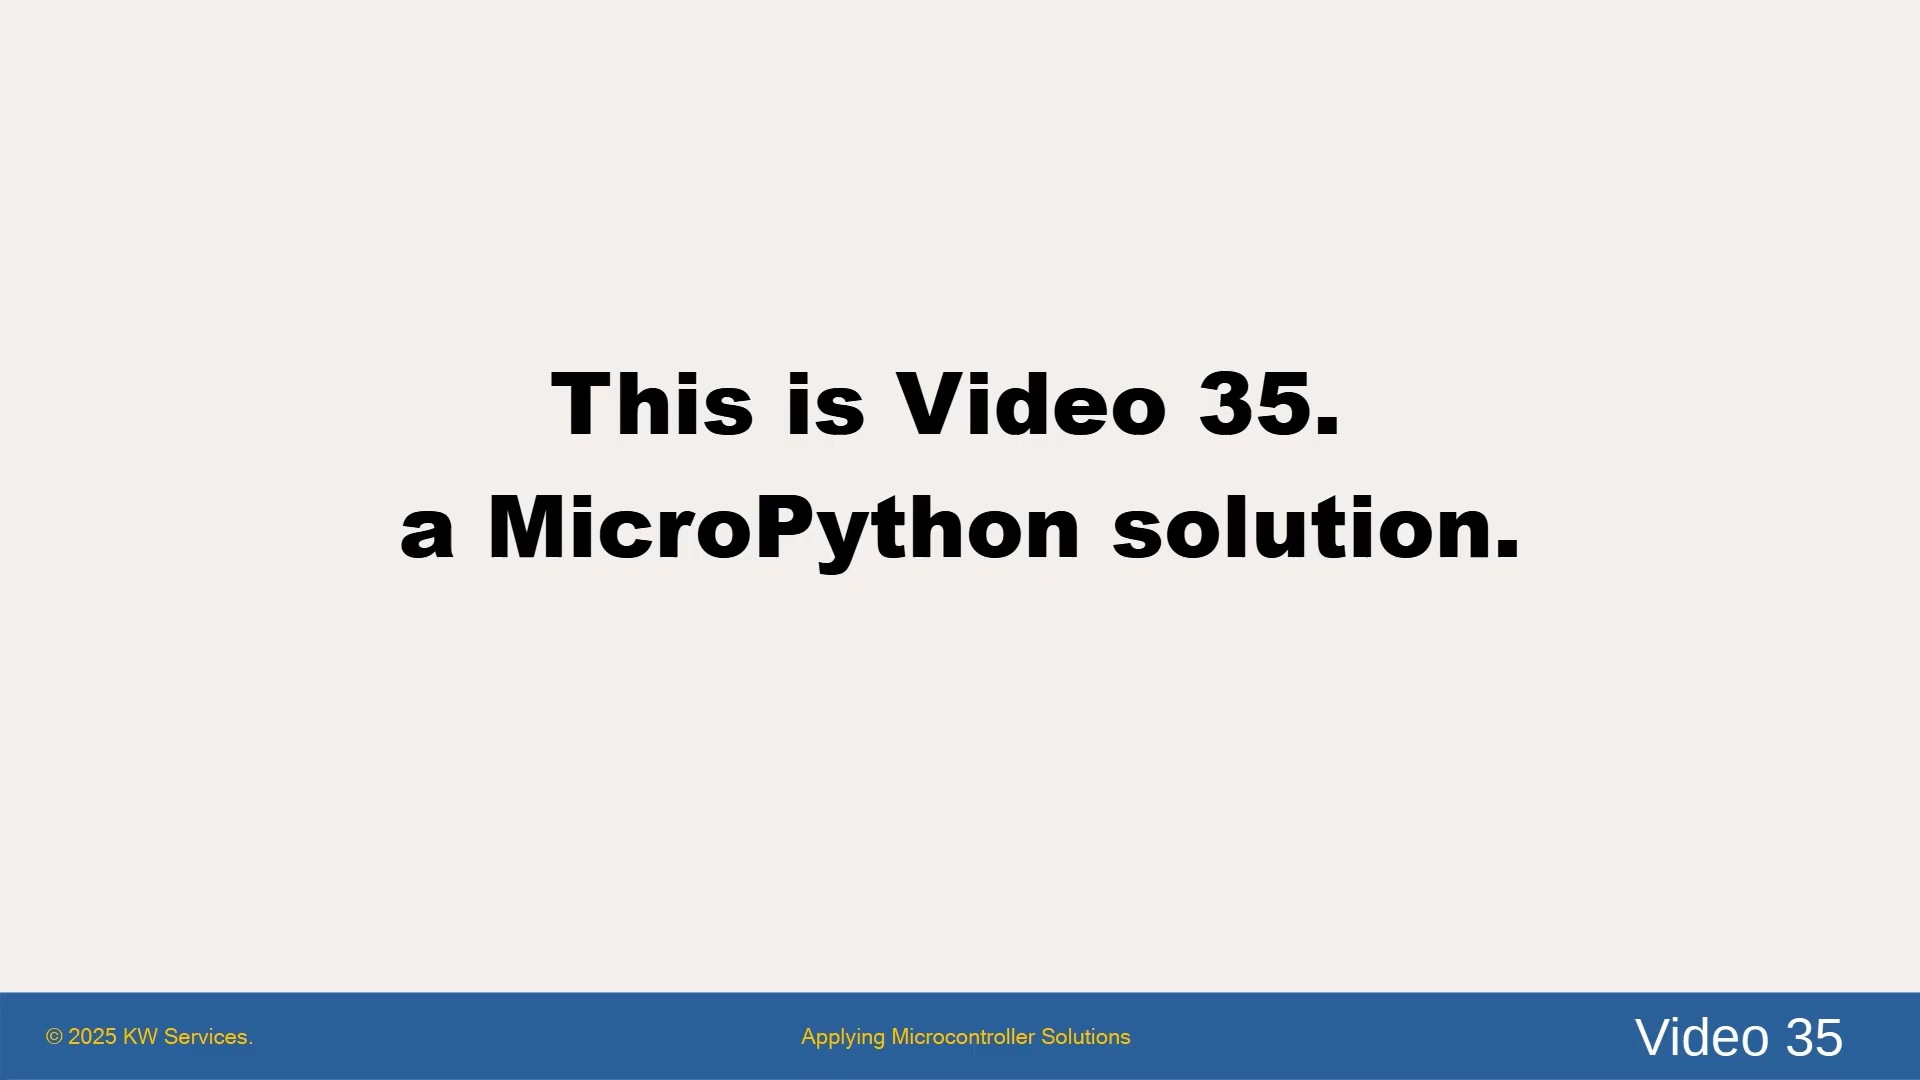 This is Video 35.
a MicroPython solution.
© 2025 KW Services.
Applying Microcontroller Solutions
Video 35